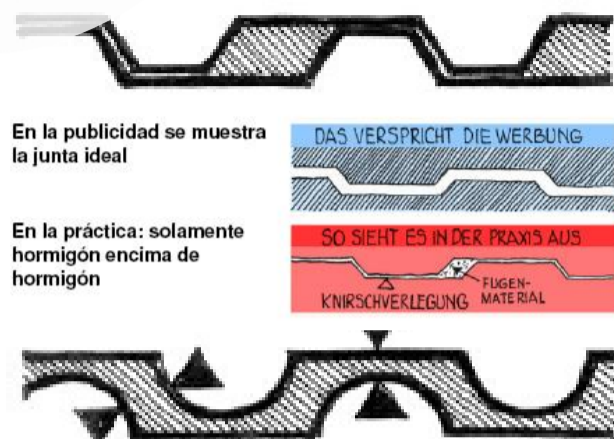 En la publicidad se muestra
la junta ideal
DAS VERSPRICHT DIE WERBUNG
En la práctica: solamente
hormigón encima de
hormigón
SO SIEHT ES IN DER PRAXIS AUS
FUGEN-
MATERIAL
KNIRSCHVERLEGUNG